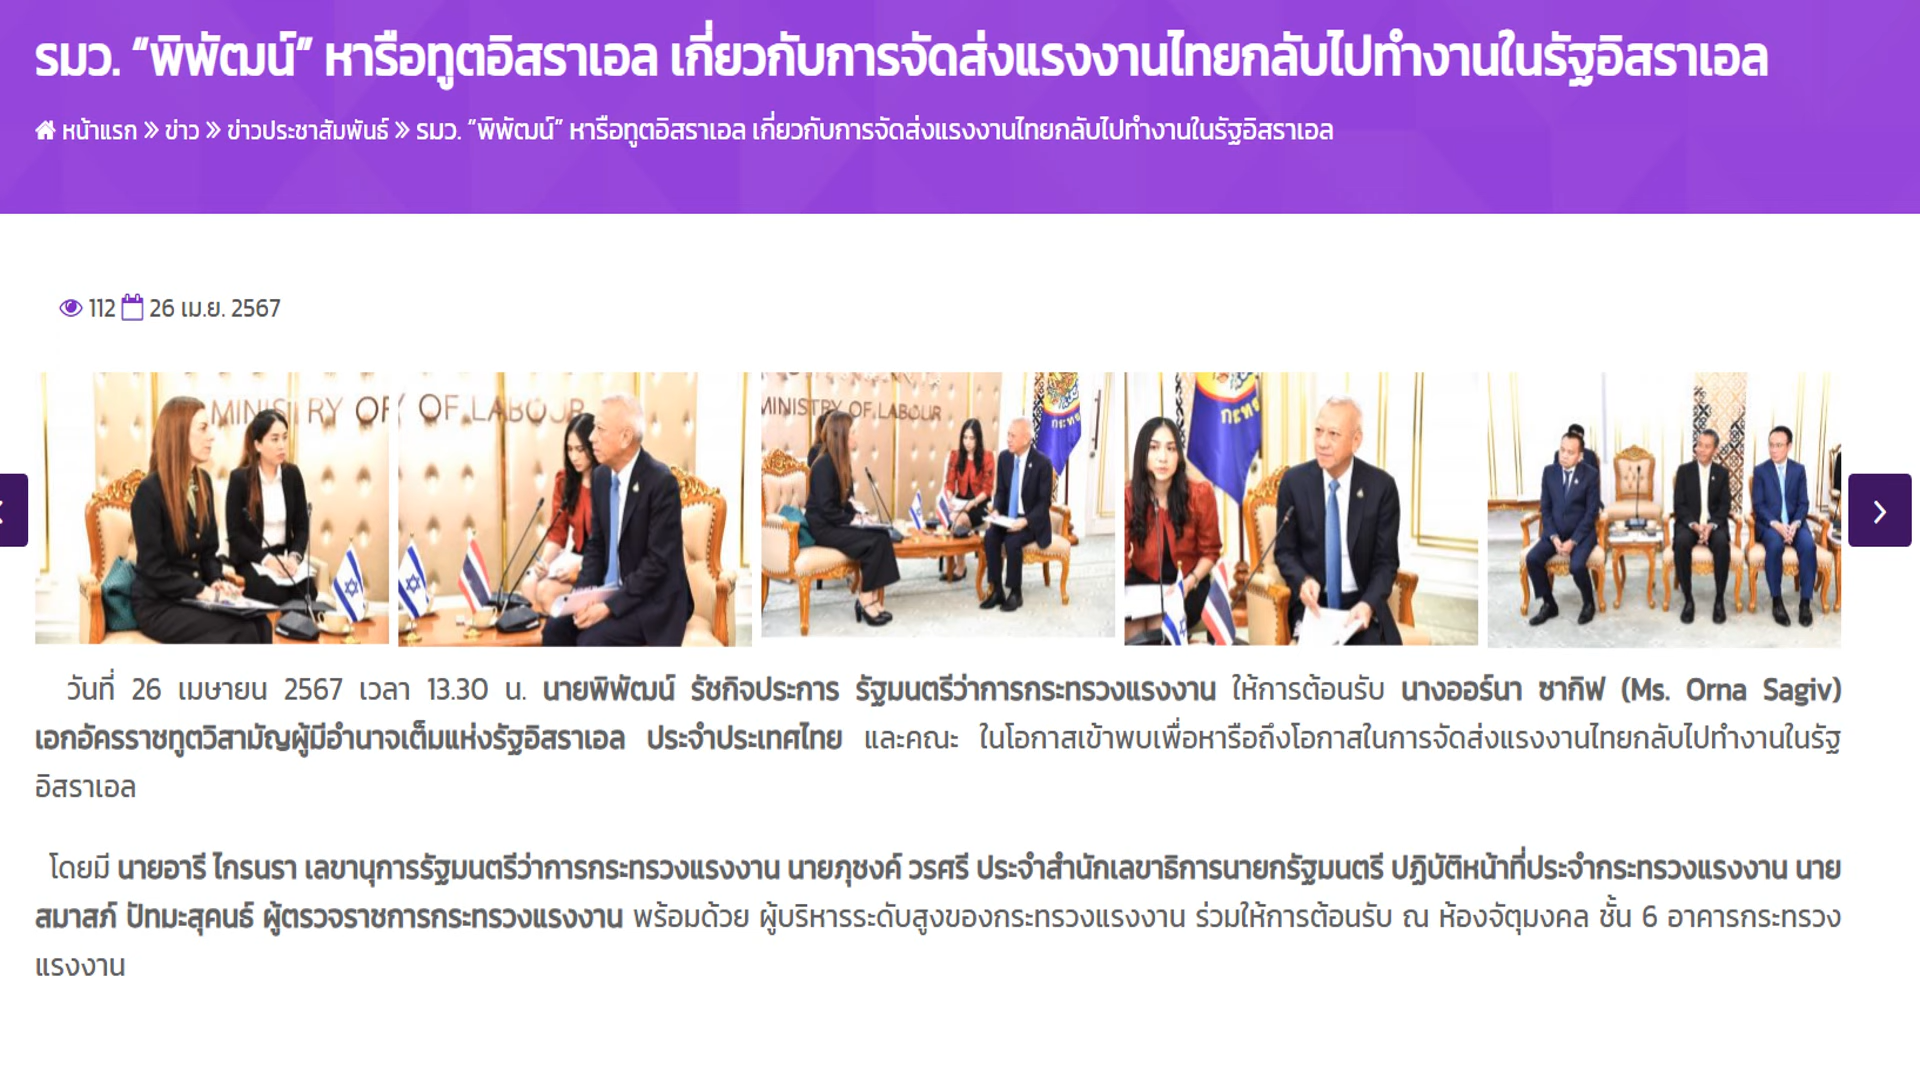 รมว. “พิพัฒน์” หารือทูตอิสราเอล เกี่ยวกับการจัดส่งแรงงานไทยกลับไปทำงานในรัฐอิสราเอล
หน้าแรก » ข่าว » ข่าวประชาสัมพันธ์ » รมว. “พิพัฒน์” หารือทูตอิสราเอล เกี่ยวกับการจัดส่งแรงงานไทยกลับไปทำงานในรัฐอิสราเอล
112 26 เม.ย. 2567
MINISTRY OF
OF LABOUR
MINISTRY OF LABOUR
วันที่ 26 เมษายน 2567 เวลา 13.30 น. นายพิพัฒน์ รัชกิจประการ รัฐมนตรีว่าการกระทรวงแรงงาน ให้การต้อนรับ นางออร์นา ซากิฟ (Ms. Orna Sagiv)
เอกอัครราชทูตวิสามัญผู้มีอำนาจเต็มแห่งรัฐอิสราเอล ประจำประเทศไทย และคณะ ในโอกาสเข้าพบเพื่อหารือถึงโอกาสในการจัดส่งแรงงานไทยกลับไปทำงานในรัฐ
อิสราเอล
โดยมี นายอารี ไกรนรา เลขานุการรัฐมนตรีว่าการกระทรวงแรงงาน นายภุชงค์ วรศรี ประจำสำนักเลขาธิการนายกรัฐมนตรี ปฏิบัติหน้าที่ประจำกระทรวงแรงงาน นาย
สมาสภ์ ปัทมะสุคนธ์ ผู้ตรวจราชการกระทรวงแรงงาน พร้อมด้วย ผู้บริหารระดับสูงของกระทรวงแรงงาน ร่วมให้การต้อนรับ ณ ห้องจัตุมงคล ชั้น 6 อาคารกระทรวง
แรงงาน